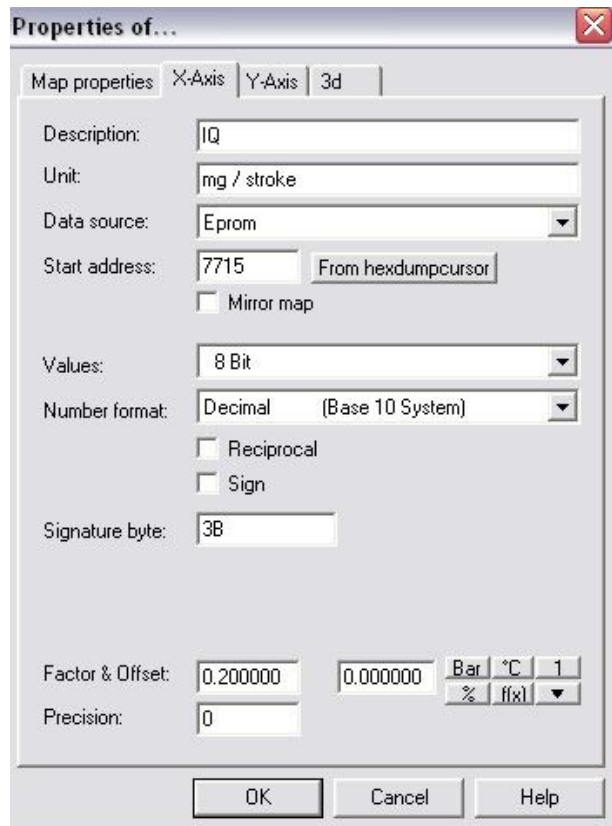 Properties of...
Map properties X-Axis Y-Axis 3d
Description: IQ
Unit: mg / stroke
Data source: Eprom
Start address: 7715 From hexdumpcursor
Mirror map
Values: 8 Bit
Number format: Decimal (Base 10 System)
Reciprocal
Sign
Signature byte: 3B
Factor & Offset: 0.200000 0.000000 Bar °C 1
% f(x)
Precision: 0
OK Cancel Help